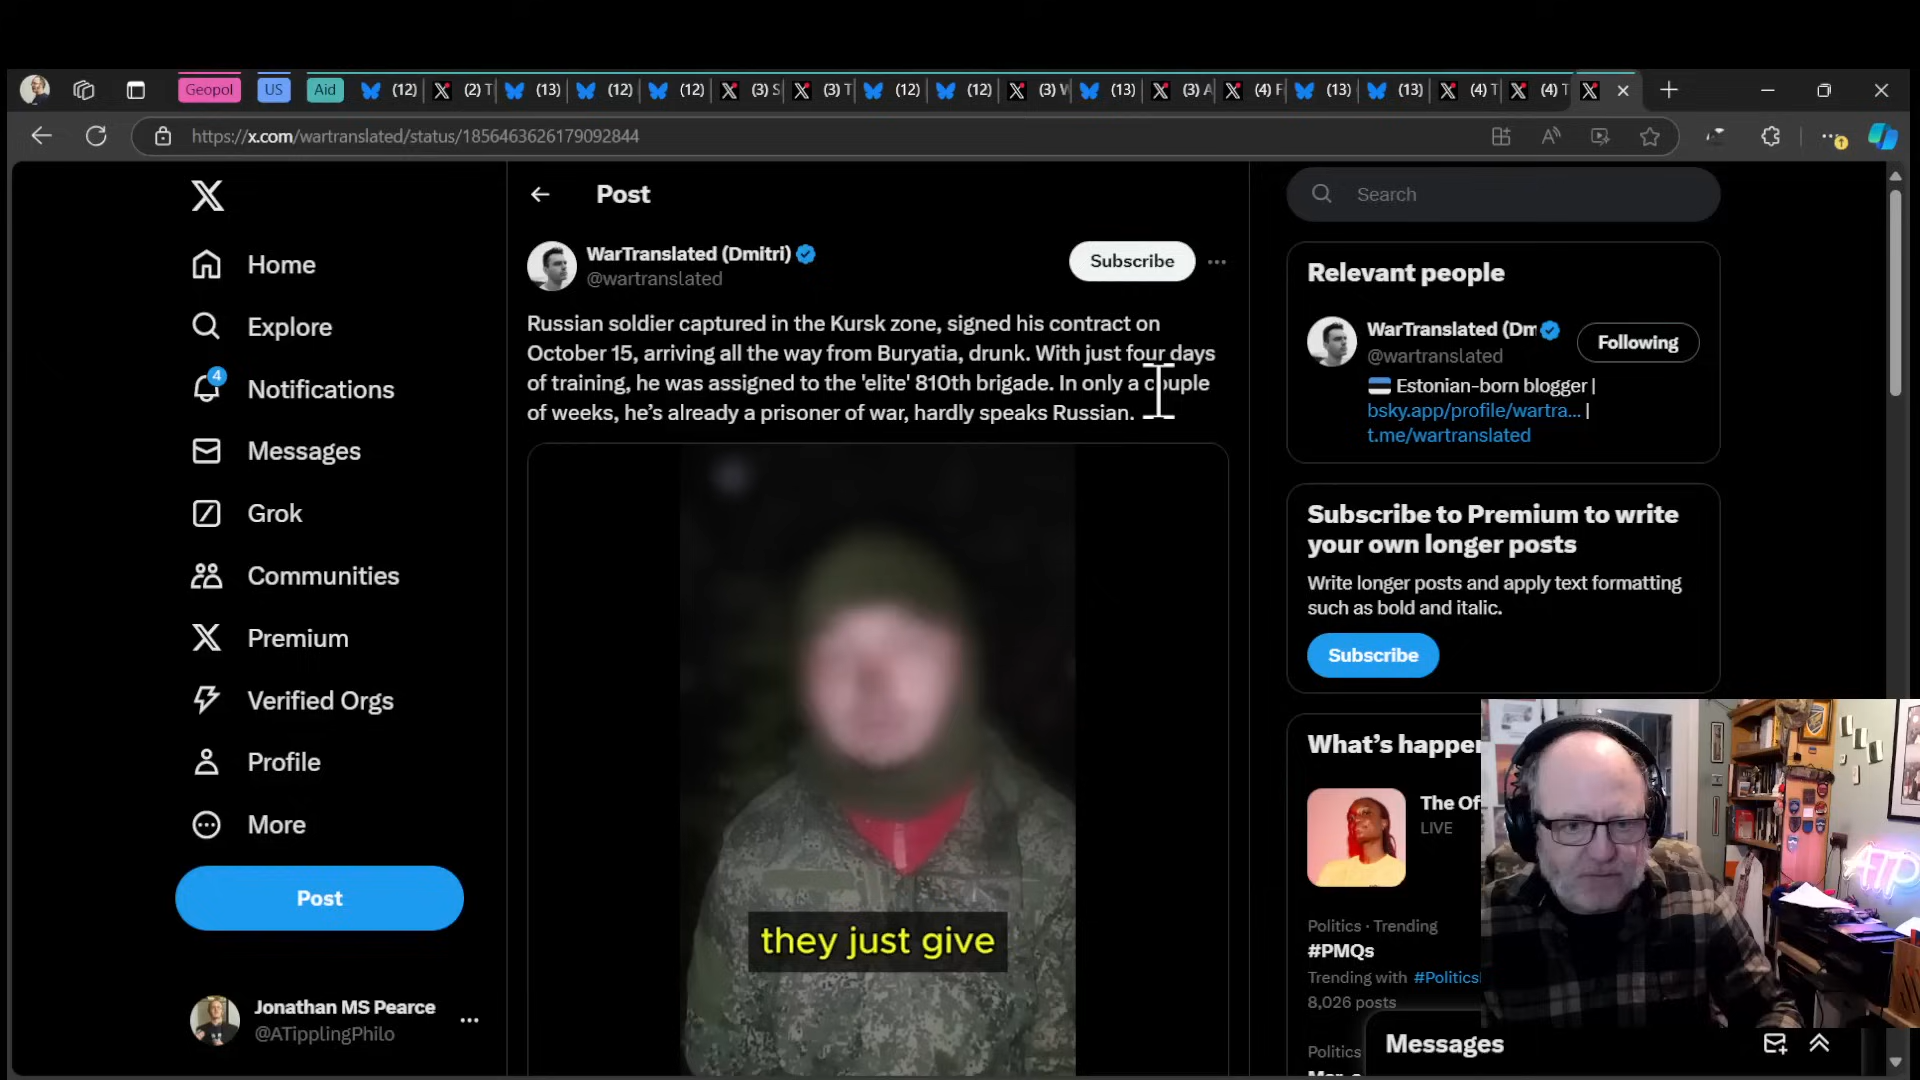 Geopol
US
Aid
(12)
(2) T
(13)
(12)
(12)
(3) S
(3) T
(12)
(12)
(3) W
(13)
(3) A
(4) F
(13)
(13)
(4) T
(4) T
https://x.com/wartranslated/status/1856463626179092844
Home
Explore
4
Notifications
Messages
Grok
Communities
Premium
Verified Orgs
Profile
More
Post
Jonathan MS Pearce
@ATipplingPhilo
Post
WarTranslated (Dmitri)
@wartranslated
Subscribe
Russian soldier captured in the Kursk zone, signed his contract on
October 15, arriving all the way from Buryatia, drunk. With just four days
of training, he was assigned to the 'elite' 810th brigade. In only a couple
of weeks, he’s already a prisoner of war, hardly speaks Russian.
they just give
Search
Relevant people
WarTranslated (Dm
@wartranslated
Following
Estonian-born blogger |
bsky.app/profile/wartra... |
t.me/wartranslated
Subscribe to Premium to write
your own longer posts
Write longer posts and apply text formatting
such as bold and italic.
Subscribe
What’s happen
The Of
LIVE
Politics · Trending
#PMQs
Trending with #Politics
8,026 posts
Politics
Messages
ATP